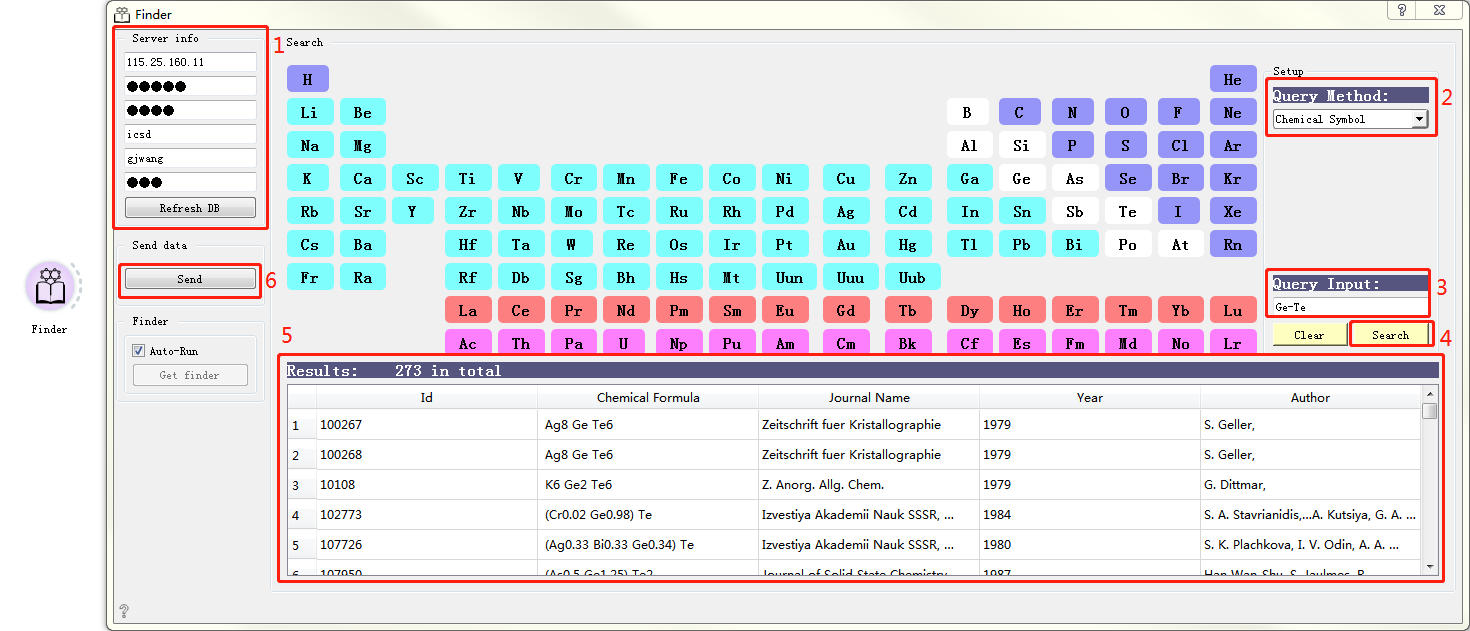 Finder
Server info
1
Search
115.25.160.11
●●●●●
●●●●
icsd
gjwang
●●●
Refresh DB
Send data
Send
6
Finder
Auto-Run
Get finder
Finder
H He
Li Be B C N O F Ne
Na Mg Al Si P S Cl Ar
K Ca Sc Ti V Cr Mn Fe Co Ni Cu Zn Ga Ge As Se Br Kr
Rb Sr Y Zr Nb Mo Tc Ru Rh Pd Ag Cd In Sn Sb Te I Xe
Cs Ba Hf Ta W Re Os Ir Pt Au Hg Tl Pb Bi Po At Rn
Fr Ra Rf Db Sg Bh Hs Mt Uun Uuu Uub
La Ce Pr Nd Pm Sm Eu Gd Tb Dy Ho Er Tm Yb Lu
Ac Th Pa U Np Pu Am Cm Bk Cf Es Fm Md No Lr
Setup
Query Method:
2
Chemical Symbol
Query Input:
3
Ge-Te
Clear Search
4
5
Results: 273 in total
Id Chemical Formula Journal Name Year Author
1 100267 Ag8 Ge Te6 Zeitschrift fuer Kristallographie 1979 S. Geller,
2 100268 Ag8 Ge Te6 Zeitschrift fuer Kristallographie 1979 S. Geller,
3 10108 K6 Ge2 Te6 Z. Anorg. Allg. Chem. 1979 G. Dittmar,
4 102773 (Cr0.02 Ge0.98) Te Izvestiya Akademii Nauk SSSR, ... 1984 S. A. Stavrianidis,...A. Kutsiya, G. A. ...
5 107726 (Ag0.33 Bi0.33 Ge0.34) Te Izvestiya Akademii Nauk SSSR, ... 1980 S. K. Plachkova, I. V. Odin, A. A. ...
6 107950 Journal of Solid State Chemistry 1987